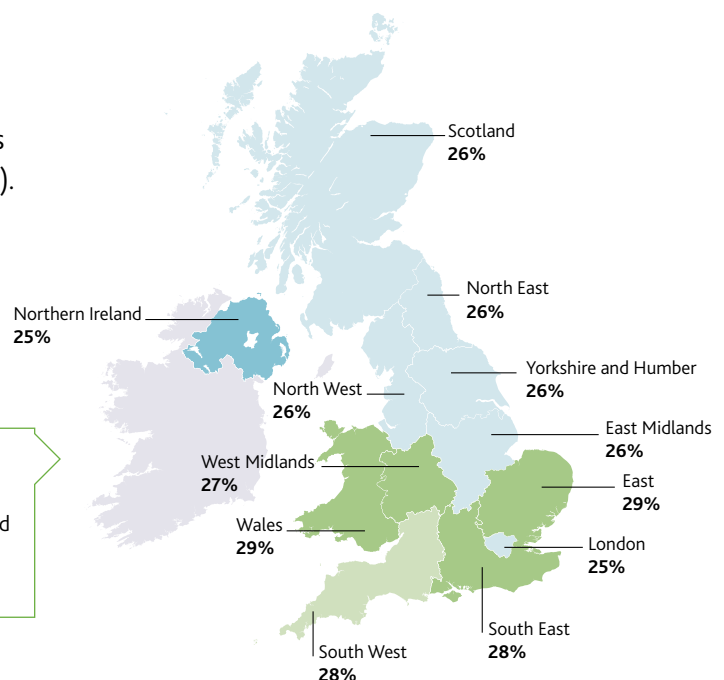 s
).
Scotland
26%
North East
26%
Northern Ireland
25%
Yorkshire and Humber
26%
North West
26%
East Midlands
26%
West Midlands
27%
East
29%
d
Wales
29%
London
25%
South East
28%
South West
28%